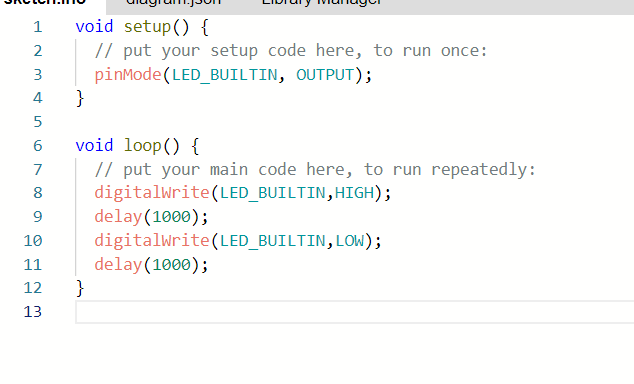 sketch.ino diagram.json Library Manager
1 void setup() {
2 // put your setup code here, to run once:
3 pinMode(LED_BUILTIN, OUTPUT);
4 }
5
6 void loop() {
7 // put your main code here, to run repeatedly:
8 digitalWrite(LED_BUILTIN,HIGH);
9 delay(1000);
10 digitalWrite(LED_BUILTIN,LOW);
11 delay(1000);
12 }
13